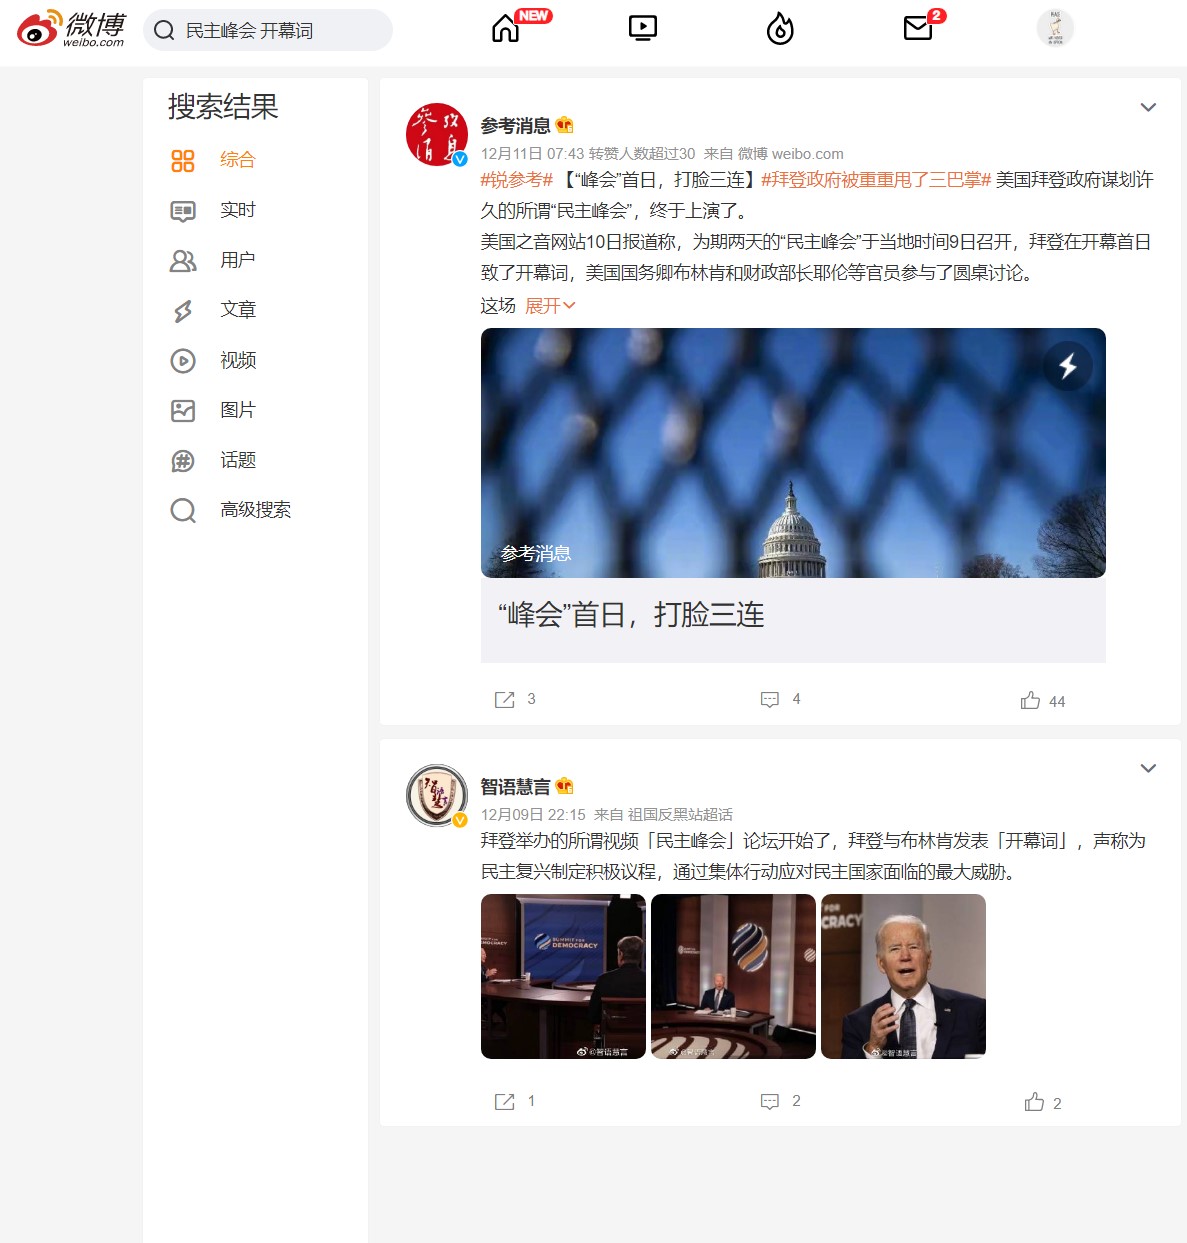 微博
weibo.com
民主峰会 开幕词
NEW
2
搜索结果
综合
实时
用户
文章
视频
图片
话题
高级搜索
参考消息
12月11日 07:43 转赞人数超过30 来自 微博 weibo.com
#锐参考# 【“峰会”首日，打脸三连】#拜登政府被重重甩了三巴掌# 美国拜登政府谋划许
久的所谓“民主峰会”，终于上演了。
美国之音网站10日报道称，为期两天的“民主峰会”于当地时间9日召开，拜登在开幕首日
致了开幕词，美国国务卿布林肯和财政部长耶伦等官员参与了圆桌讨论。
这场 展开
参考消息
“峰会”首日，打脸三连
3
4
44
智语慧言
12月09日 22:15 来自 祖国反黑站超话
拜登举办的所谓视频「民主峰会」论坛开始了，拜登与布林肯发表「开幕词」，声称为
民主复兴制定积极议程，通过集体行动应对民主国家面临的最大威胁。
SUMMIT FOR
DEMOCRACY
@智语慧言
@智语慧言
FOR
CRACY
@智语慧言
1
2
2